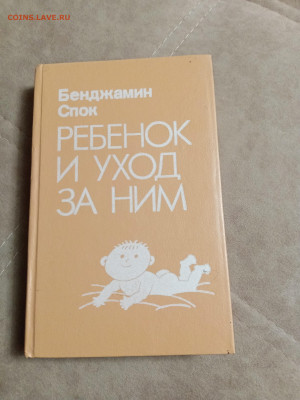 COINS.LAVE.RU
Бенджамин
Спок
РЕБЕНОК
И УХОД
ЗА НИМ